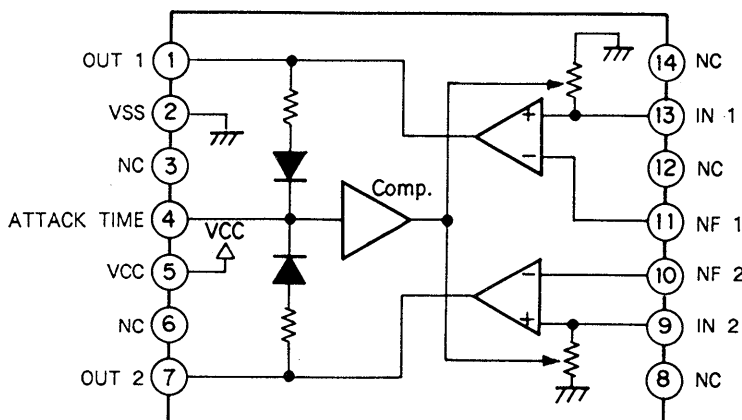 OUT 1 1
VSS 2
NC 3
ATTACK TIME 4
VCC
VCC 5
NC 6
OUT 2 7
Comp.
+
−
−
+
14 NC
13 IN 1
12 NC
11 NF 1
10 NF 2
9 IN 2
8 NC